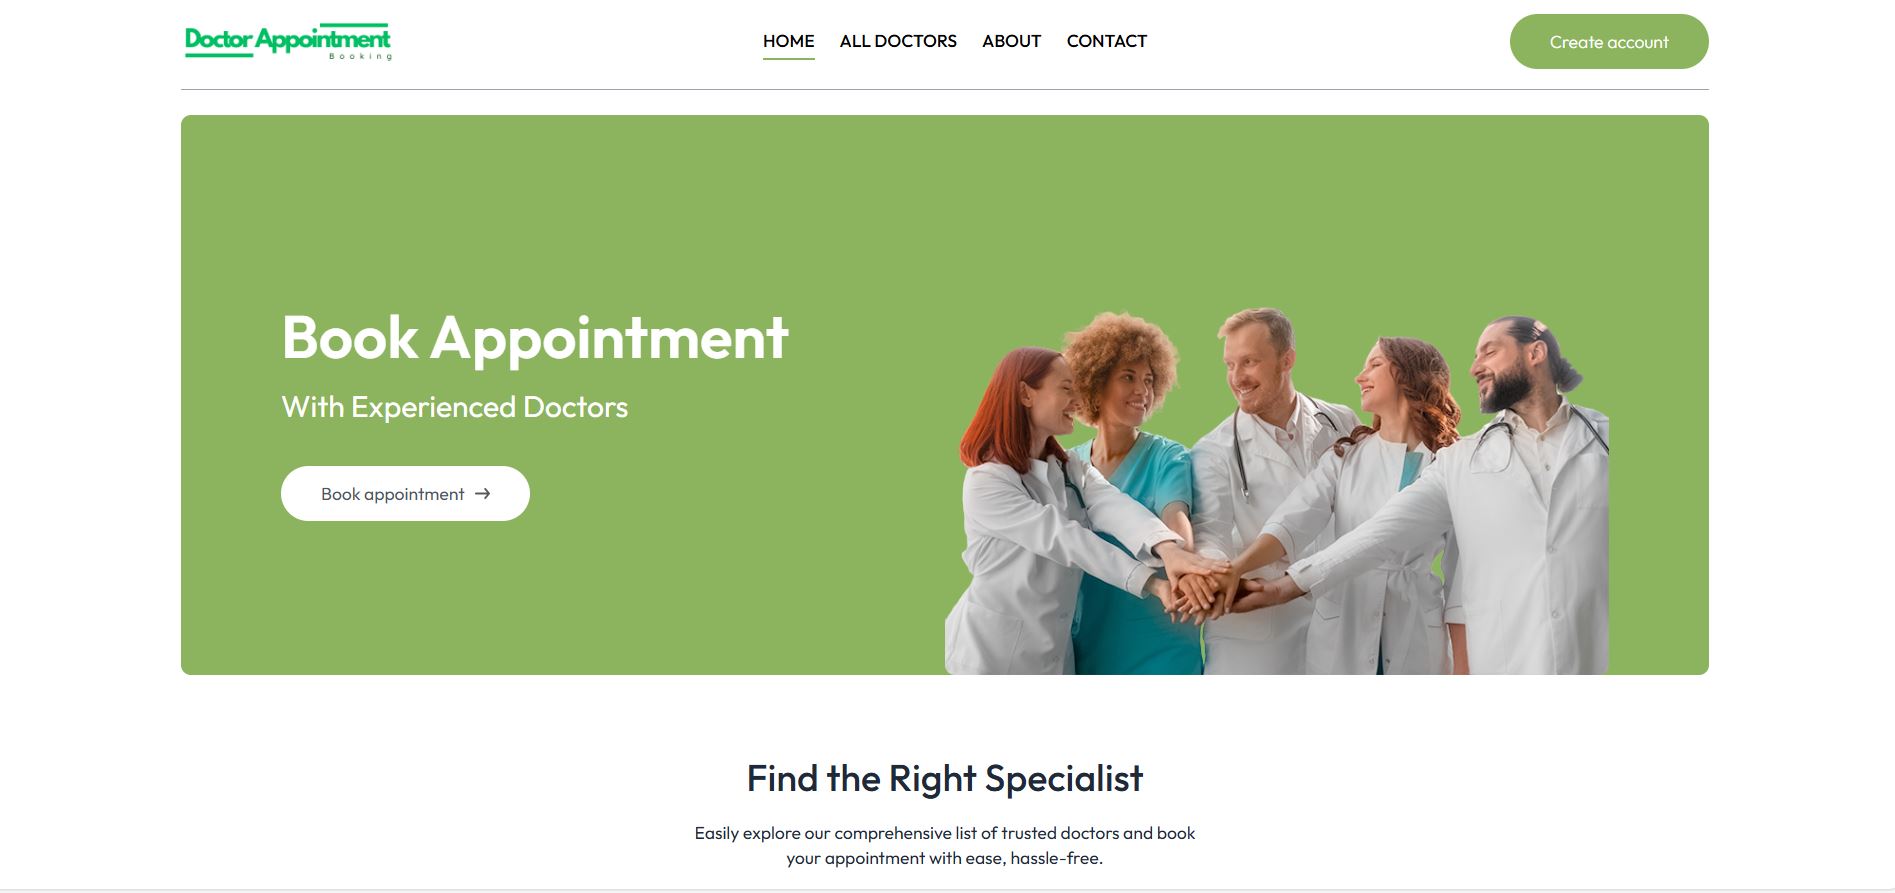 Doctor Appointment
Booking
HOME
ALL DOCTORS
ABOUT
CONTACT
Create account
Book Appointment
With Experienced Doctors
Book appointment →
Find the Right Specialist
Easily explore our comprehensive list of trusted doctors and book
your appointment with ease, hassle-free.